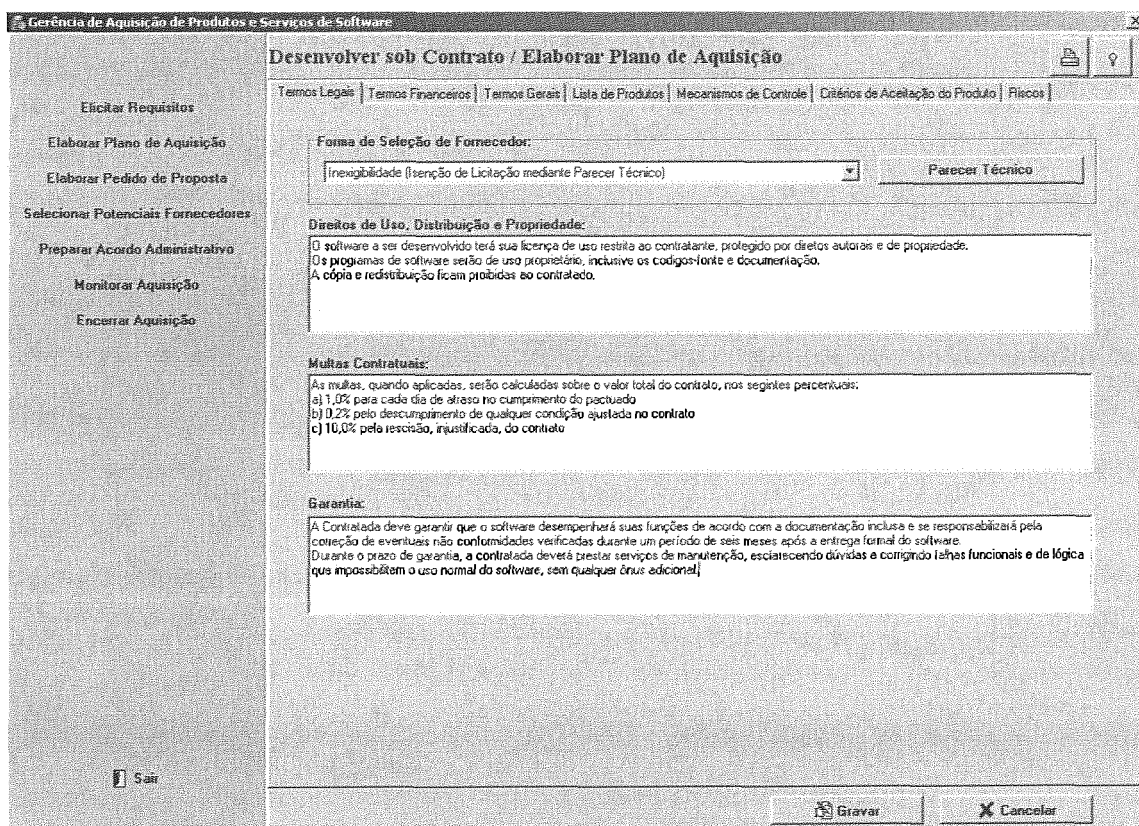 Gerência de Aquisição de Produtos e Serviços de Software
Desenvolver sob Contrato / Elaborar Plano de Aquisição
Termos Legais | Termos Financeiros | Termos Gerais | Lista de Produtos | Mecanismos de Controle | Critérios de Aceitação do Produto | Riscos
Elicitar Requisitos
Elaborar Plano de Aquisição
Elaborar Pedido de Proposta
Selecionar Potenciais Fornecedores
Preparar Acordo Administrativo
Monitorar Aquisição
Encerrar Aquisição
Sair
Forma de Seleção de Fornecedor:
Inexigibilidade (Isenção de Licitação mediante Parecer Técnico)
Parecer Técnico
Direitos de Uso, Distribuição e Propriedade:
O software a ser desenvolvido terá sua licença de uso restrita ao contratante, protegido por diretos autorais e de propriedade.
Os programas de software serão de uso proprietário, inclusive os codigos-fonte e documentação.
A cópia e redistribuição ficam proibidas ao contratado.
Multas Contratuais:
As multas, quando aplicadas, serão calculadas sobre o valor total do contrato, nos segintes percentuais:
a) 1,0% para cada dia de atraso no cumprimento do pactuado
b) 0,2% pelo descumprimento de qualquer condição ajustada no contrato
c) 10,0% pela rescisão, injustificada, do contrato
Garantia:
A Contratada deve garantir que o software desempenhará suas funções de acordo com a documentação inclusa e se responsabilizará pela
correção de eventuais não conformidades verificadas durante um período de seis meses após a entrega formal do software.
Durante o prazo de garantia, a contratada deverá prestar serviços de manutenção, esclarecendo dúvidas e corrigindo falhas funcionais e de lógica
que impossibilitem o uso normal do software, sem qualquer ônus adicional.
Gravar
Cancelar